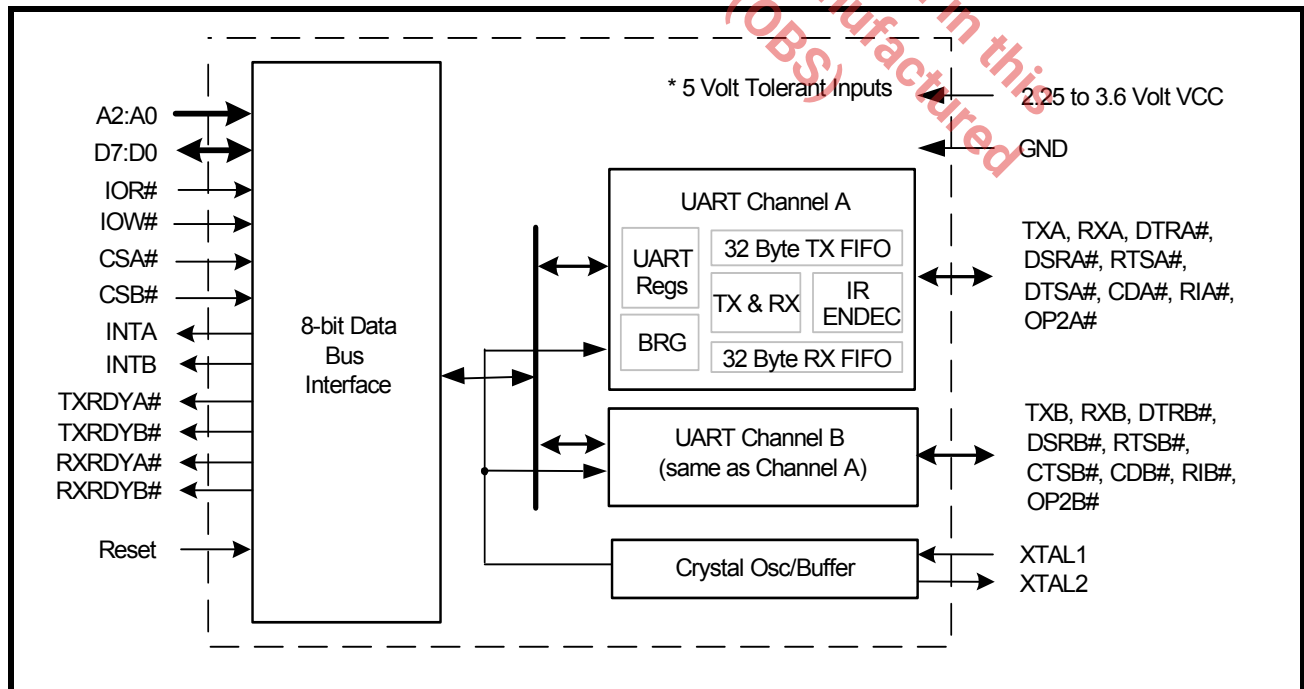 in this
nufactured
(OBS)
* 5 Volt Tolerant Inputs
2.25 to 3.6 Volt VCC
GND
A2:A0
D7:D0
IOR#
IOW#
CSA#
CSB#
INTA
INTB
TXRDYA#
TXRDYB#
RXRDYA#
RXRDYB#
Reset
8-bit Data
Bus
Interface
UART Channel A
UART
Regs
BRG
32 Byte TX FIFO
TX & RX
IR
ENDEC
32 Byte RX FIFO
TXA, RXA, DTRA#,
DSRA#, RTSA#,
DTSA#, CDA#, RIA#,
OP2A#
UART Channel B
(same as Channel A)
TXB, RXB, DTRB#,
DSRB#, RTSB#,
CTSB#, CDB#, RIB#,
OP2B#
Crystal Osc/Buffer
XTAL1
XTAL2